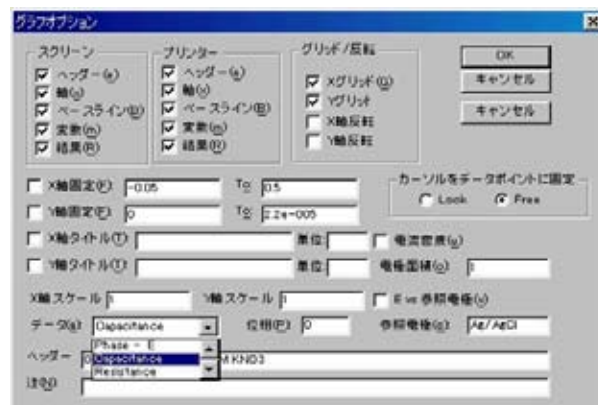 グラフオプション
スクリーン
ヘッダー(a)
軸(x)
ベースライン(B)
変数(m)
結果(R)
プリンター
ヘッダー(a)
軸(x)
ベースライン(B)
変数(m)
結果(R)
グリッド/反転
Xグリッド(G)
Yグリッド
X軸反転
Y軸反転
OK
キャンセル
キャンセル
X軸固定(F) -0.05 To 0.5
Y軸固定(F) 0 To 2.2e-005
カーソルをデータポイントに固定
Look Free
X軸タイトル(T) 単位 電流密度(u)
Y軸タイトル(T) 単位 電極面積(o) 1
X軸スケール 1 Y軸スケール 1 E vs 参照電極(v)
データ(a) Capacitance 位相(P) 0 参照電極(g) Ag/AgCl
Phase - E
Capacitance
Resistance
ヘッダー M KNO3
注(N)